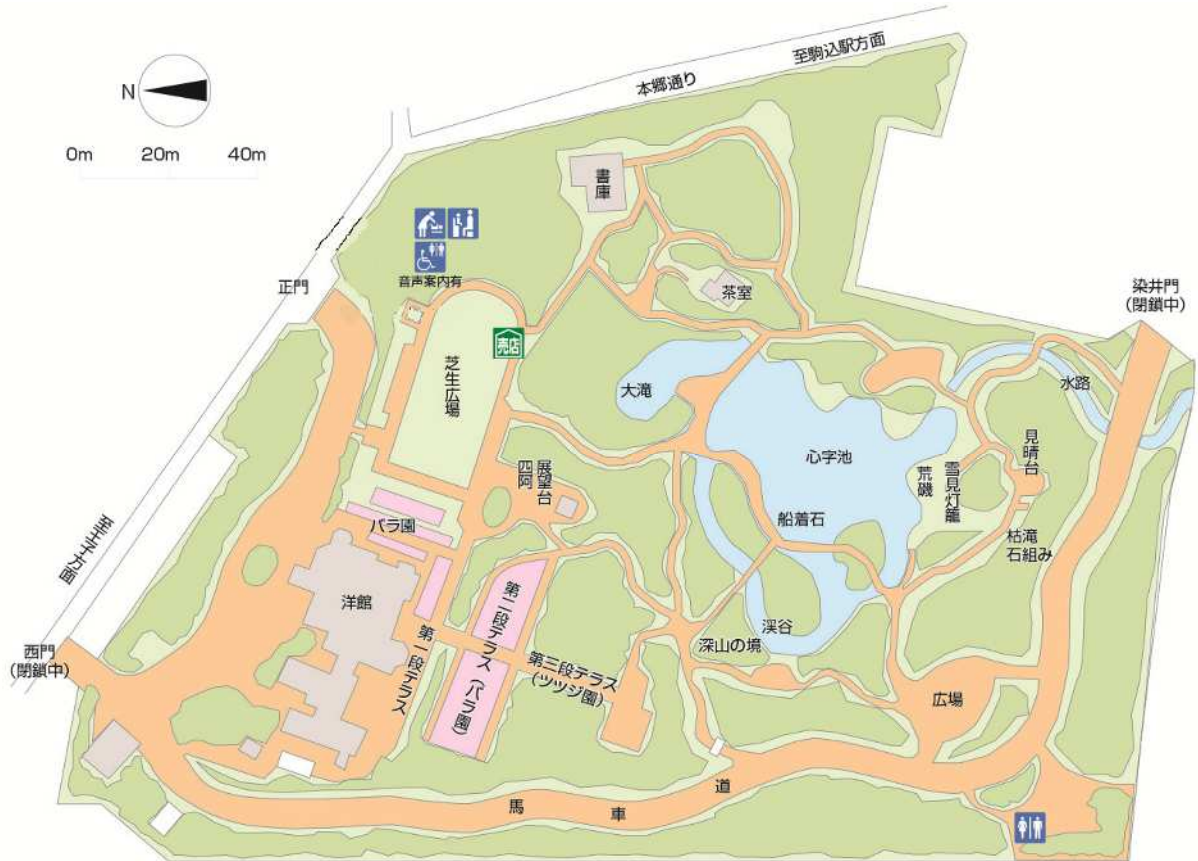 至駒込駅方面
本郷通り
N
0m 20m 40m
書庫
音声案内有
正門
茶室
染井門
(閉鎖中)
売店
芝生広場
大滝
水路
心字池
見晴台
雪見灯籠
荒磯
展望台
四阿
船着石
バラ園
枯滝
石組み
至王子方面
洋館
第二段テラス(バラ園)
渓谷
深山の境
西門
(閉鎖中)
第一段テラス
第三段テラス
(ツツジ園)
広場
馬車道